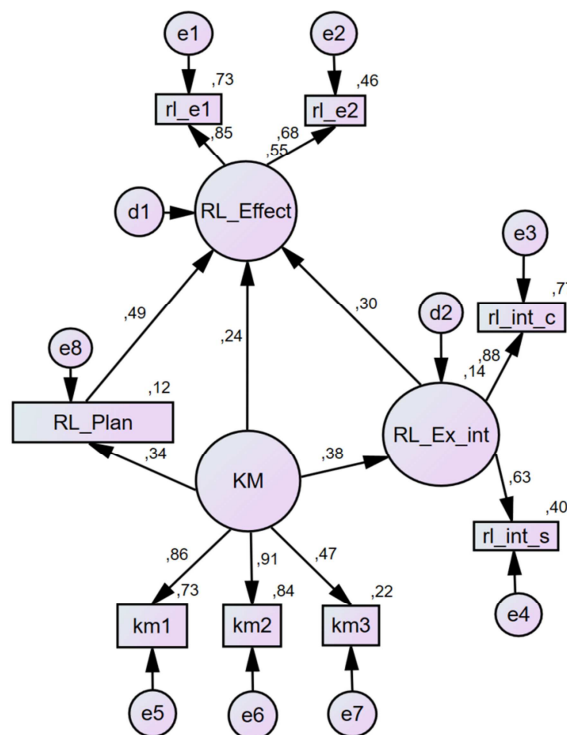 e1
e2
,73
,46
rl_e1
rl_e2
,85
,68
,55
RL_Effect
d1
e3
,49
,24
,30
d2
,77
rl_int_c
,88
,14
e8
,12
RL_Plan
RL_Ex_int
,34
KM
,38
,63
,40
rl_int_s
,86
,91
,47
,73
,84
,22
km1
km2
km3
e4
e5
e6
e7